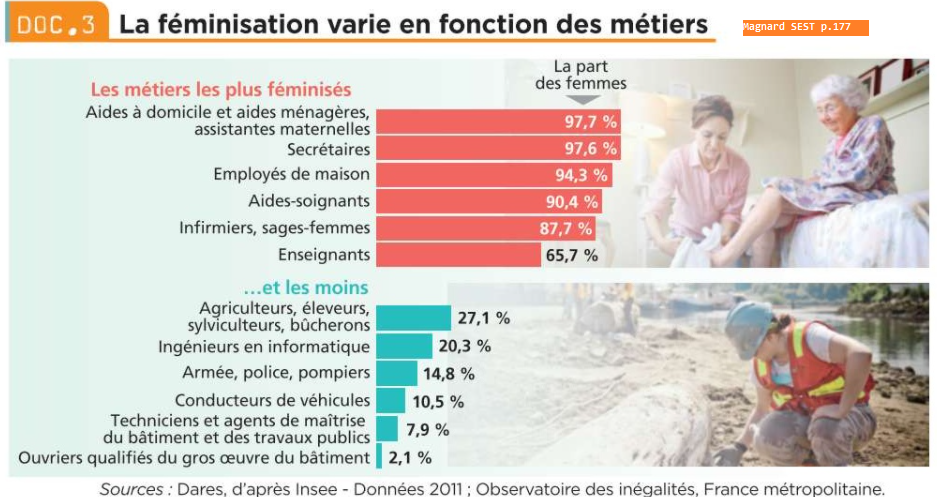 DOC.3 La féminisation varie en fonction des métiers
Magnard SEST p.177
La part
des femmes
Les métiers les plus féminisés
Aides à domicile et aides ménagères,
assistantes maternelles
97,7 %
Secrétaires 97,6 %
Employés de maison 94,3 %
Aides-soignants 90,4 %
Infirmiers, sages-femmes 87,7 %
Enseignants 65,7 %
...et les moins
Agriculteurs, éleveurs,
sylviculteurs, bûcherons
27,1 %
Ingénieurs en informatique 20,3 %
Armée, police, pompiers 14,8 %
Conducteurs de véhicules 10,5 %
Techniciens et agents de maîtrise
du bâtiment et des travaux publics
7,9 %
Ouvriers qualifiés du gros œuvre du bâtiment 2,1 %
Sources : Dares, d'après Insee - Données 2011 ; Observatoire des inégalités, France métropolitaine.